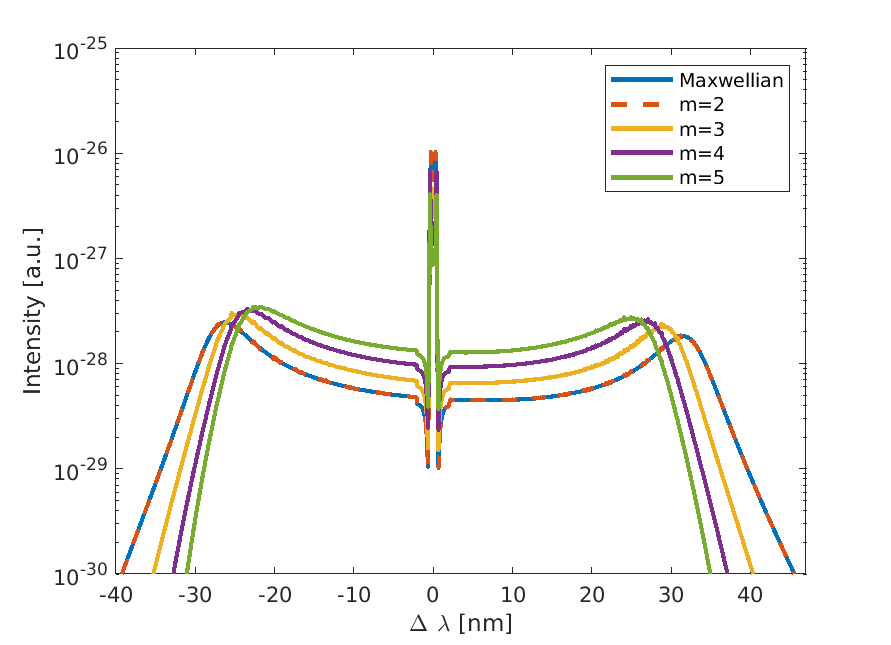 10^-25
10^-26
10^-27
10^-28
10^-29
10^-30
Intensity [a.u.]
Maxwellian
m=2
m=3
m=4
m=5
-40 -30 -20 -10 0 10 20 30 40
Δ λ [nm]